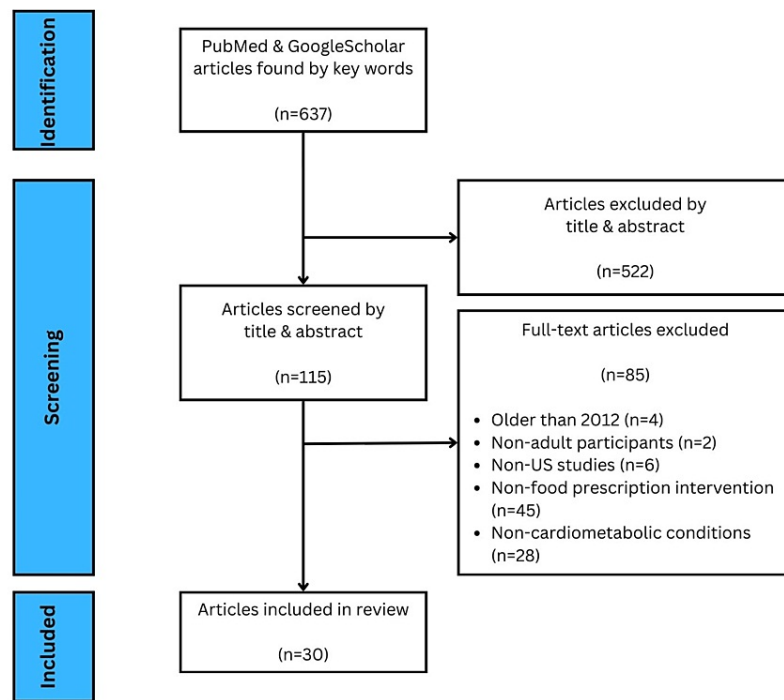 Identification
PubMed & GoogleScholar
articles found by key words
(n=637)
Articles excluded by
title & abstract
(n=522)
Screening
Articles screened by
title & abstract
(n=115)
Full-text articles excluded
(n=85)
• Older than 2012 (n=4)
• Non-adult participants (n=2)
• Non-US studies (n=6)
• Non-food prescription intervention
(n=45)
• Non-cardiometabolic conditions
(n=28)
Included
Articles included in review
(n=30)